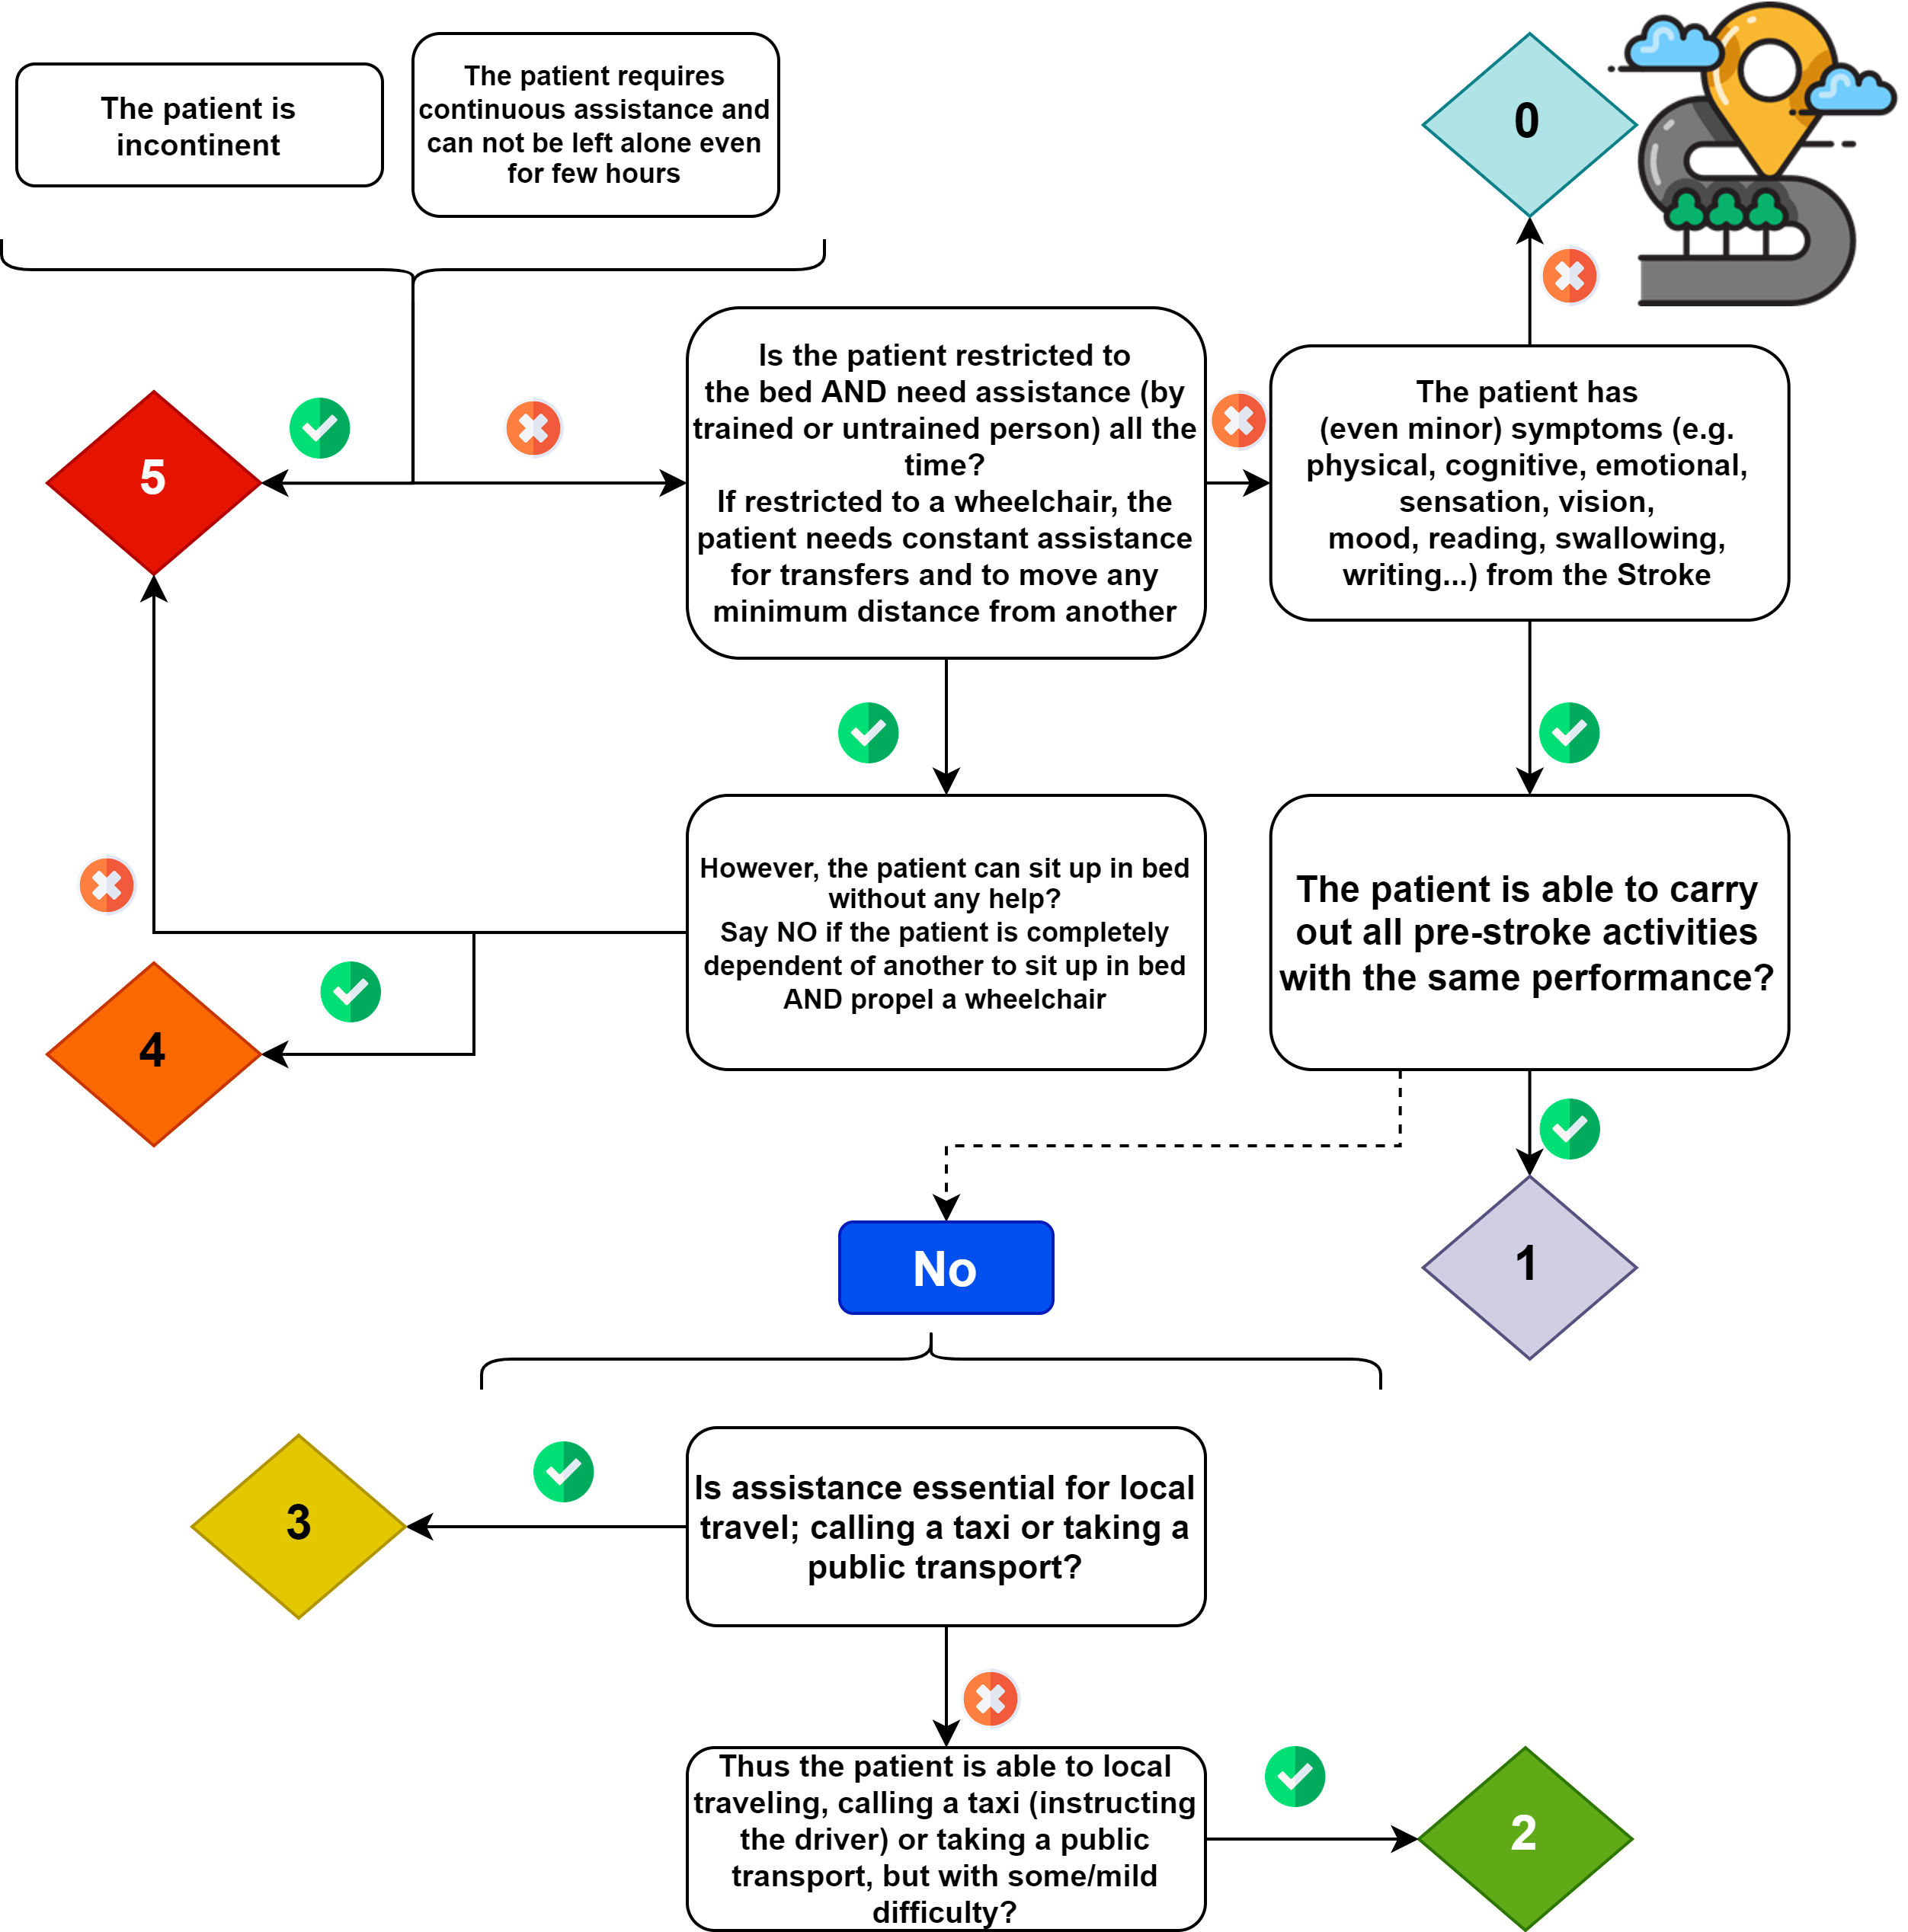 The patient is
incontinent
The patient requires
continuous assistance and
can not be left alone even
for few hours
0
Is the patient restricted to
the bed AND need assistance (by
trained or untrained person) all the
time?
If restricted to a wheelchair, the
patient needs constant assistance
for transfers and to move any
minimum distance from another
The patient has
(even minor) symptoms (e.g.
physical, cognitive, emotional,
sensation, vision,
mood, reading, swallowing,
writing...) from the Stroke
5
However, the patient can sit up in bed
without any help?
Say NO if the patient is completely
dependent of another to sit up in bed
AND propel a wheelchair
The patient is able to carry
out all pre-stroke activities
with the same performance?
4
No
1
Is assistance essential for local
travel; calling a taxi or taking a
public transport?
3
Thus the patient is able to local
traveling, calling a taxi (instructing
the driver) or taking a public
transport, but with some/mild
difficulty?
2